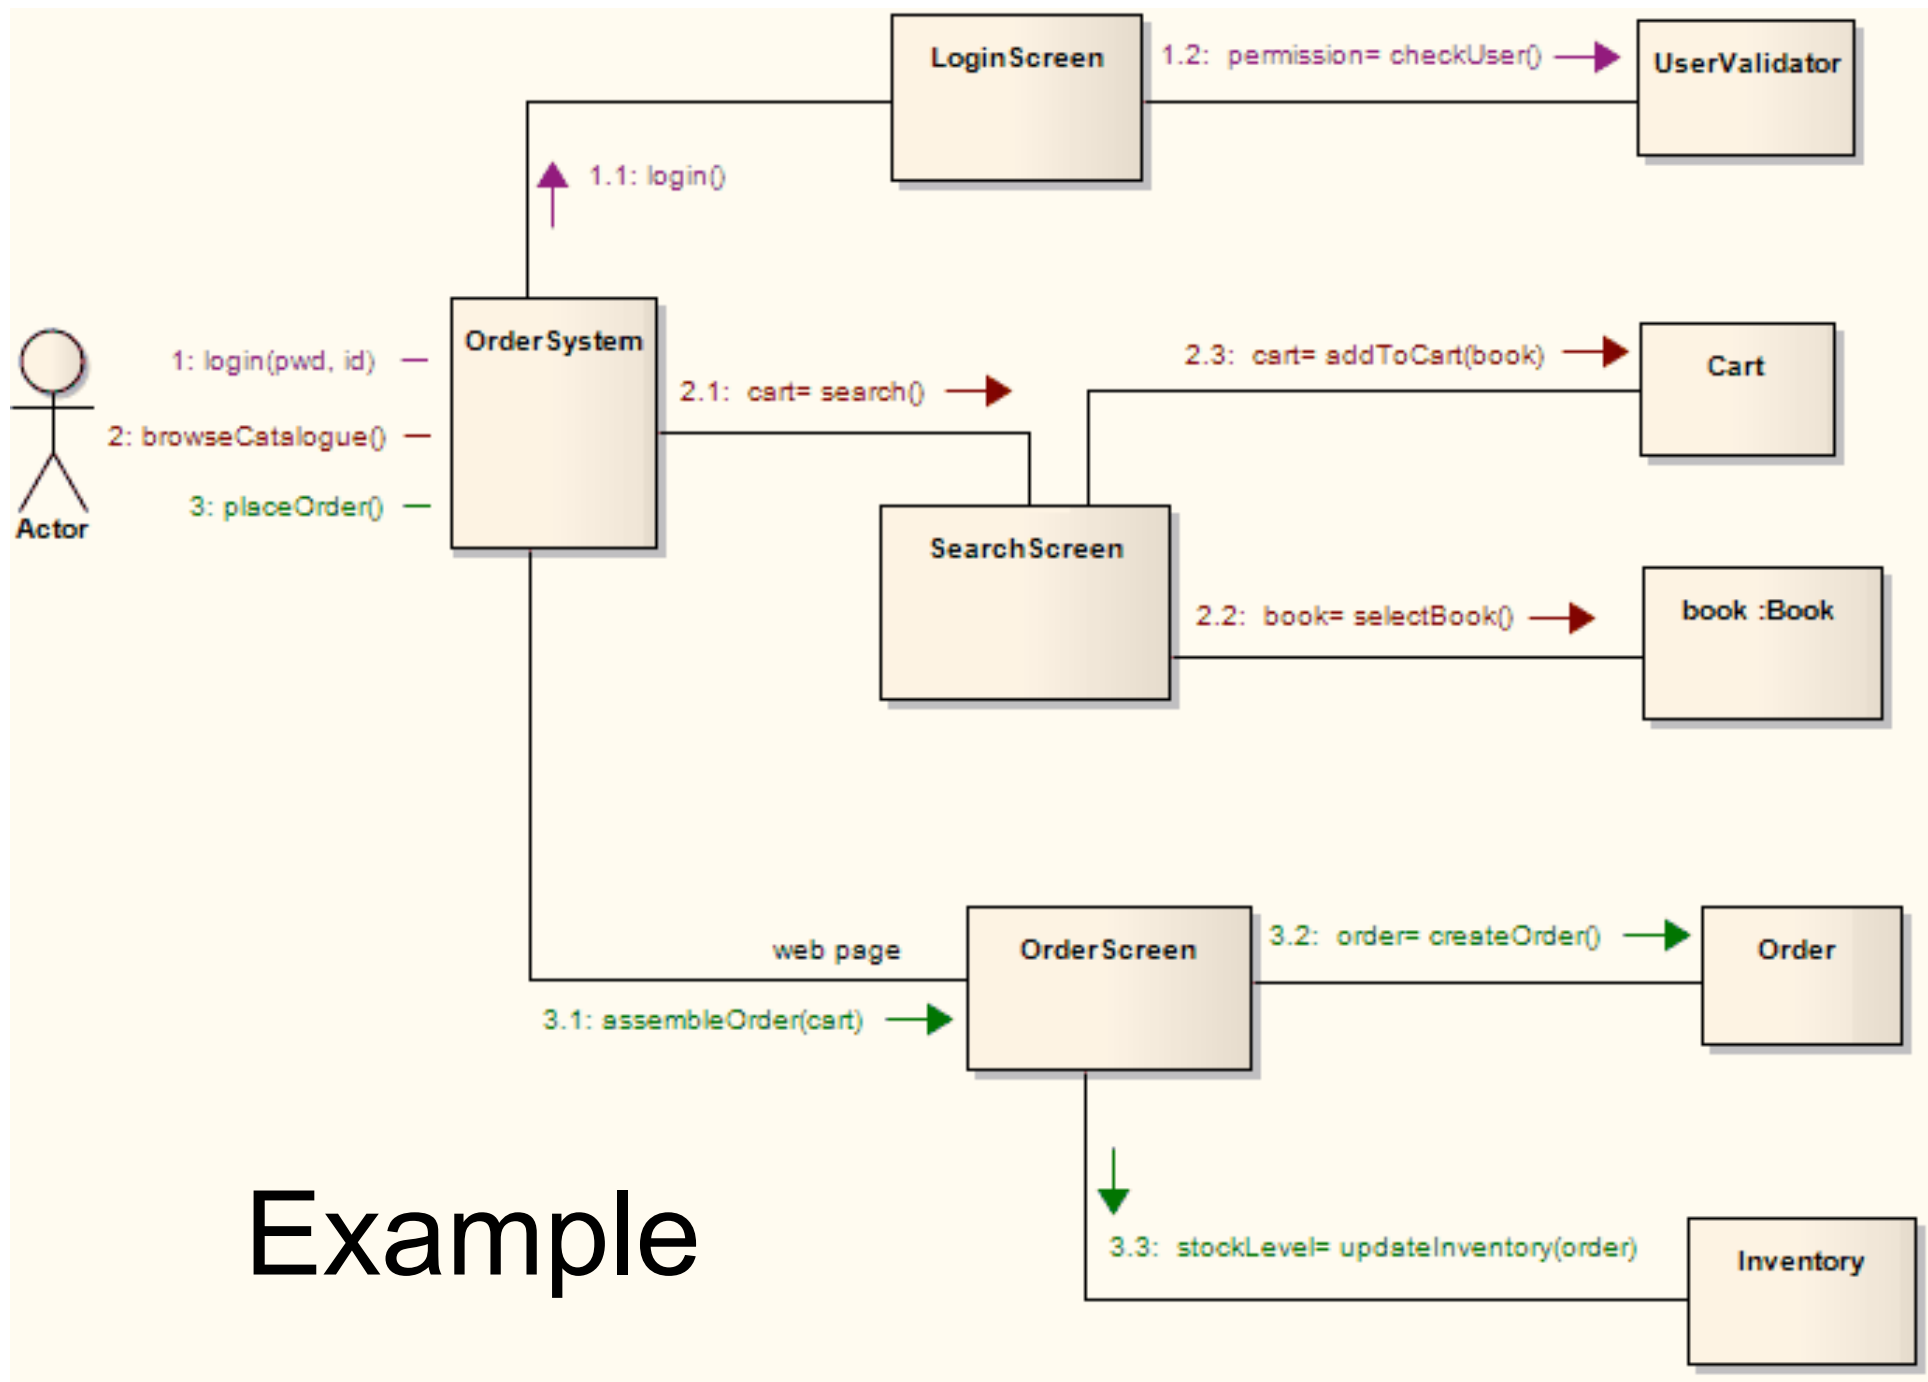 LoginScreen
1.2: permission= checkUser()
UserValidator
1.1: login()
OrderSystem
1: login(pwd, id)
2: browseCatalogue()
3: placeOrder()
Actor
2.1: cart= search()
2.3: cart= addToCart(book)
Cart
SearchScreen
2.2: book= selectBook()
book :Book
web page
3.1: assembleOrder(cart)
OrderScreen
3.2: order= createOrder()
Order
3.3: stockLevel= updateInventory(order)
Inventory
Example